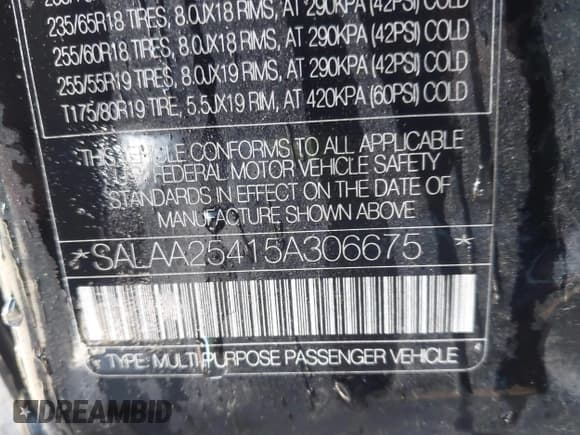 235/65R18 TIRES, 8.0JX18 RIMS, AT 290KPA (42PSI) COLD
255/60R18 TIRES, 8.0JX18 RIMS, AT 290KPA (42PSI) COLD
255/55R19 TIRES, 8.0JX19 RIMS, AT 290KPA (42PSI) COLD
T175/80R19 TIRE, 5.5JX19 RIM, AT 420KPA (60PSI) COLD
THIS VEHICLE CONFORMS TO ALL APPLICABLE
FEDERAL MOTOR VEHICLE SAFETY
STANDARDS IN EFFECT ON THE DATE OF
MANUFACTURE SHOWN ABOVE
*SALAA25415A306675 *
TYPE: MULTIPURPOSE PASSENGER VEHICLE
DREAMBID